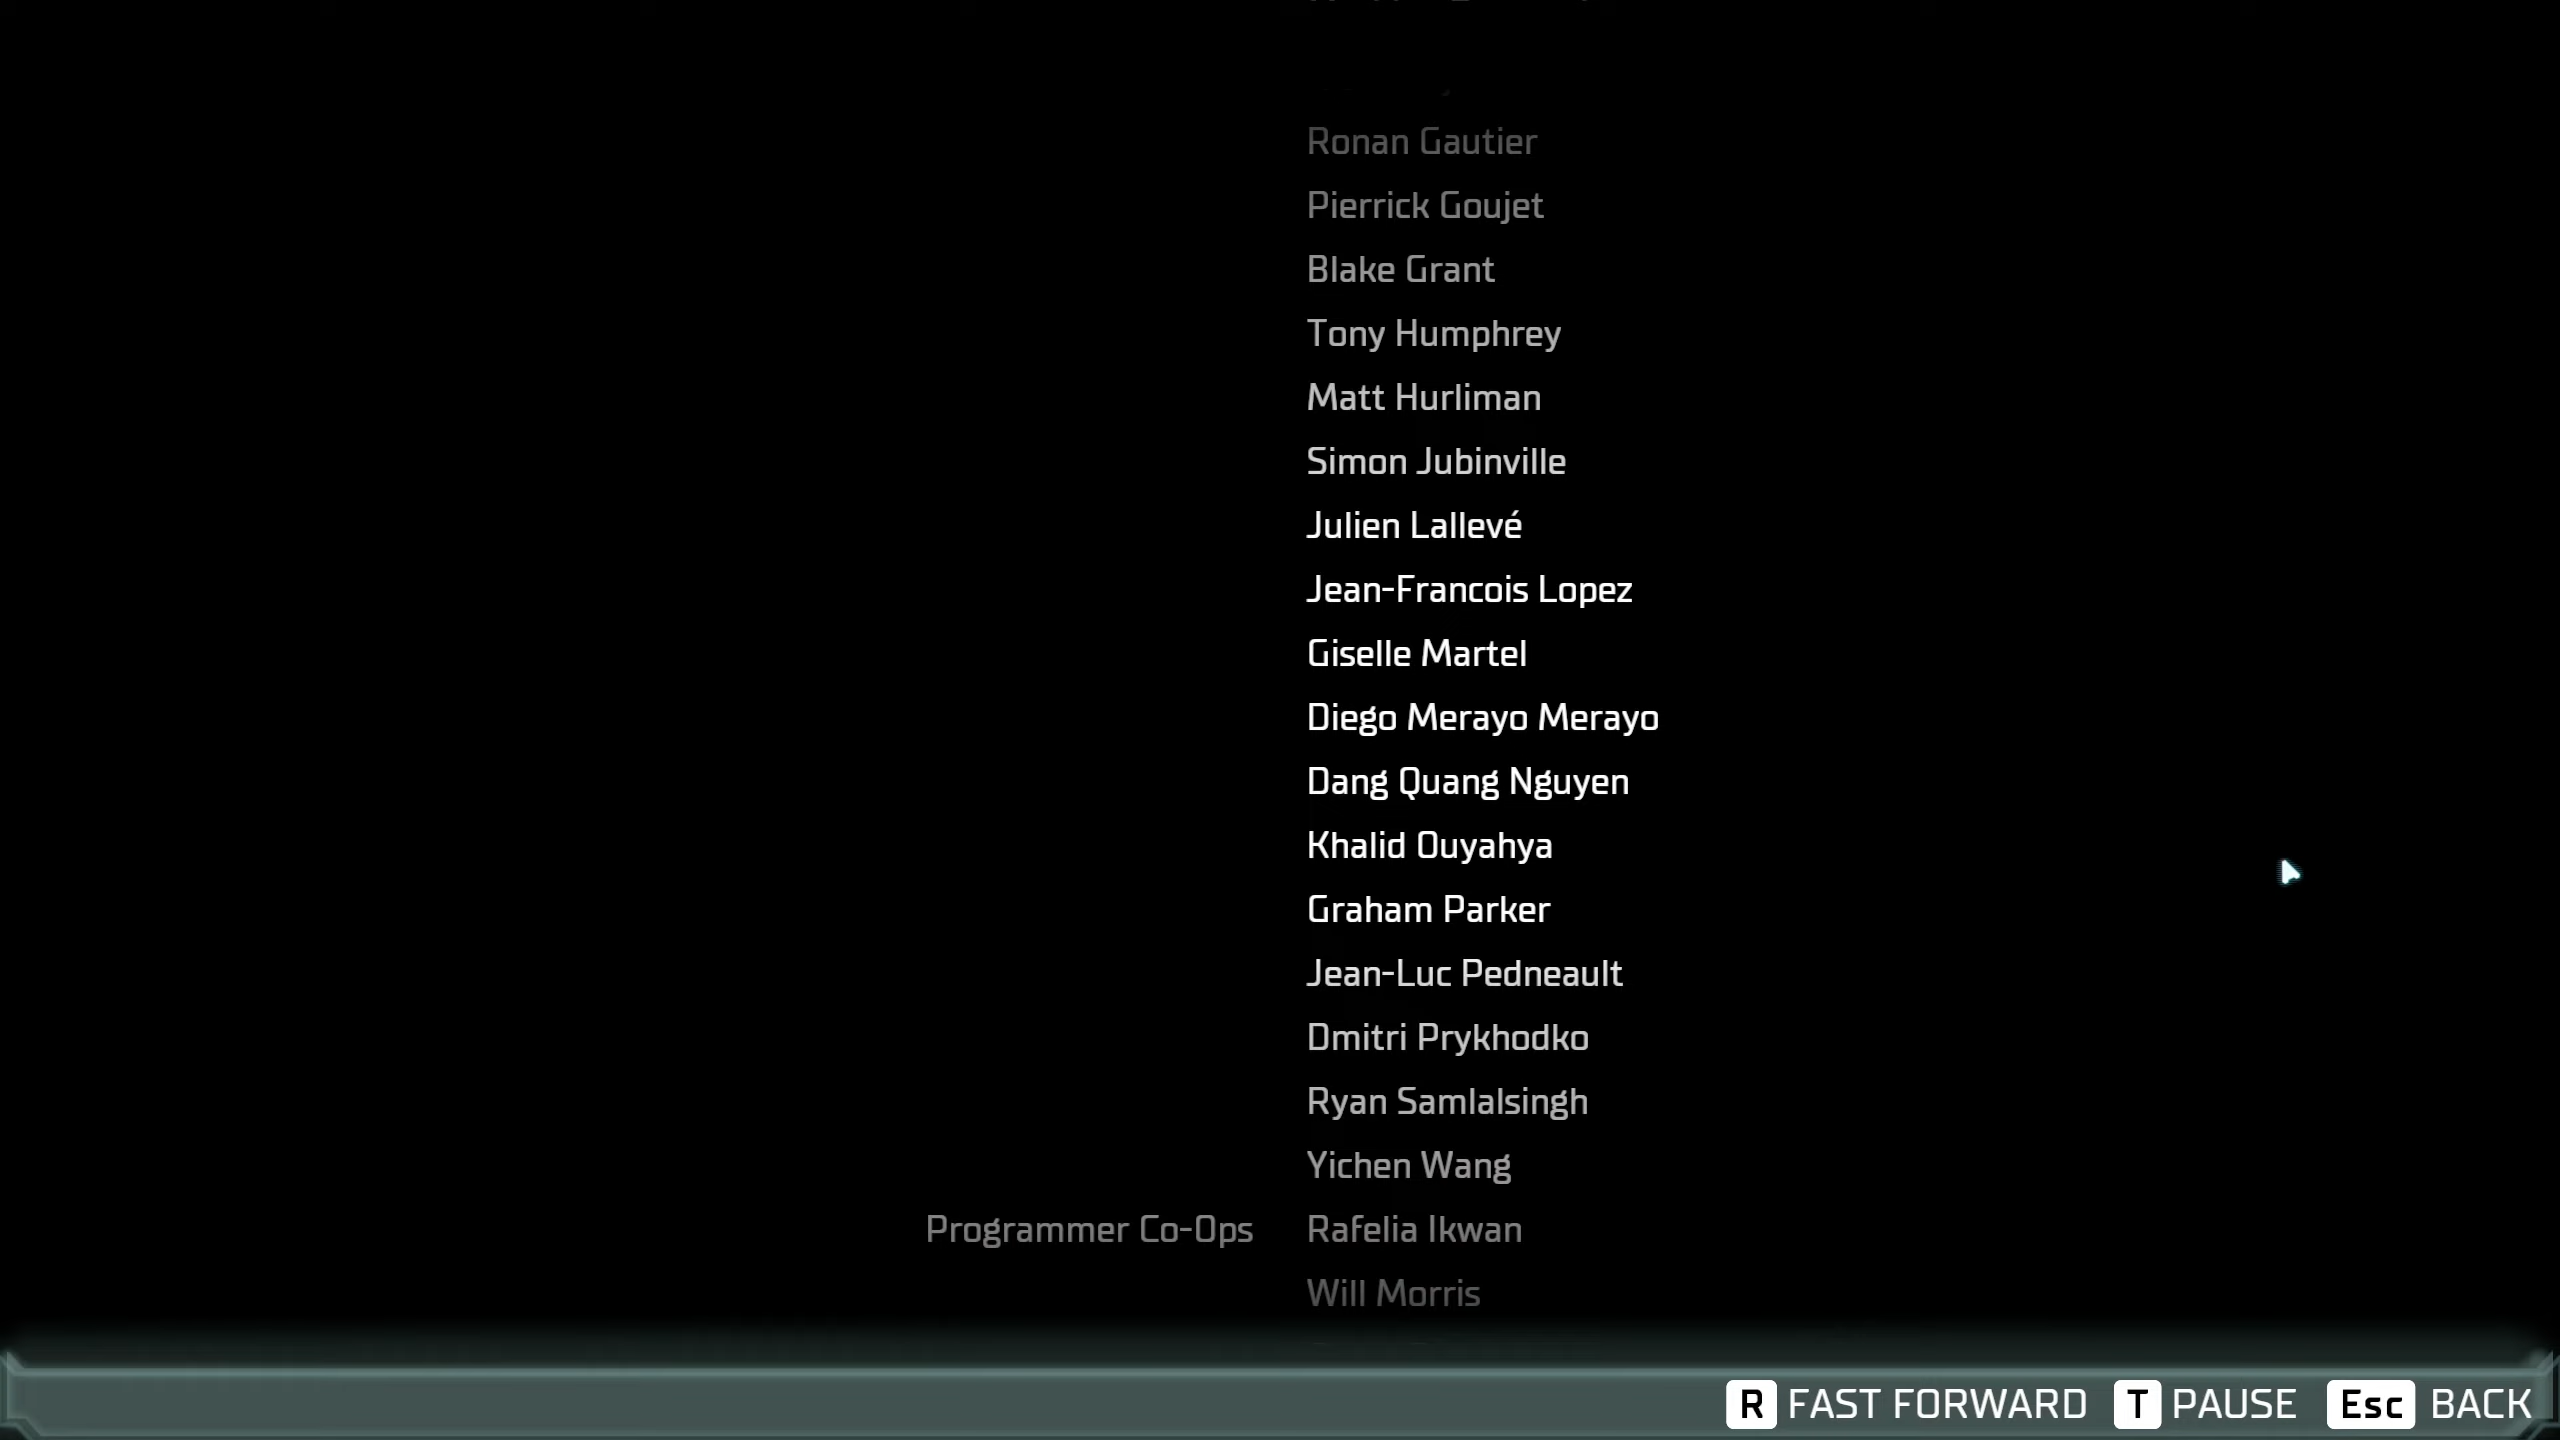 Ronan Gautier
Pierrick Goujet
Blake Grant
Tony Humphrey
Matt Hurliman
Simon Jubinville
Julien Lallevé
Jean-Francois Lopez
Giselle Martel
Diego Merayo Merayo
Dang Quang Nguyen
Khalid Ouyahya
Graham Parker
Jean-Luc Pedneault
Dmitri Prykhodko
Ryan Samlalsingh
Yichen Wang
Programmer Co-Ops Rafelia Ikwan
Will Morris
R FAST FORWARD T PAUSE Esc BACK